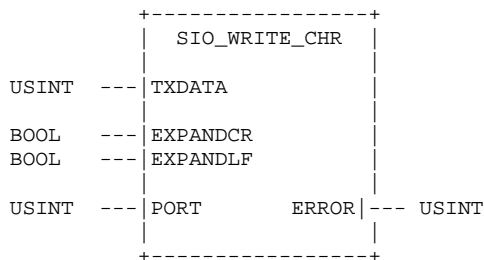 SIO_WRITE_CHR
USINT ---|TXDATA
BOOL ---|EXPANDCR
BOOL ---|EXPANDLF
USINT ---|PORT ERROR|--- USINT